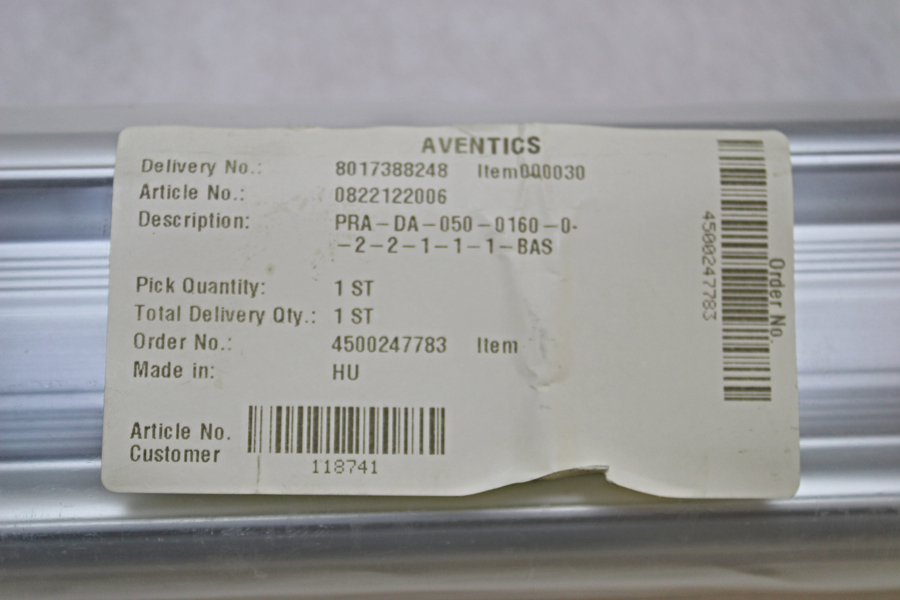 AVENTICS
Delivery No.: 8017388248 Item000030
Article No.: 0822122006
Description: PRA-DA-050-0160-0-
-2-2-1-1-1-BAS
Pick Quantity: 1 ST
Total Delivery Qty.: 1 ST
Order No.: 4500247783 Item
Made in: HU
Article No.
Customer
118741
Order No.
4500247783